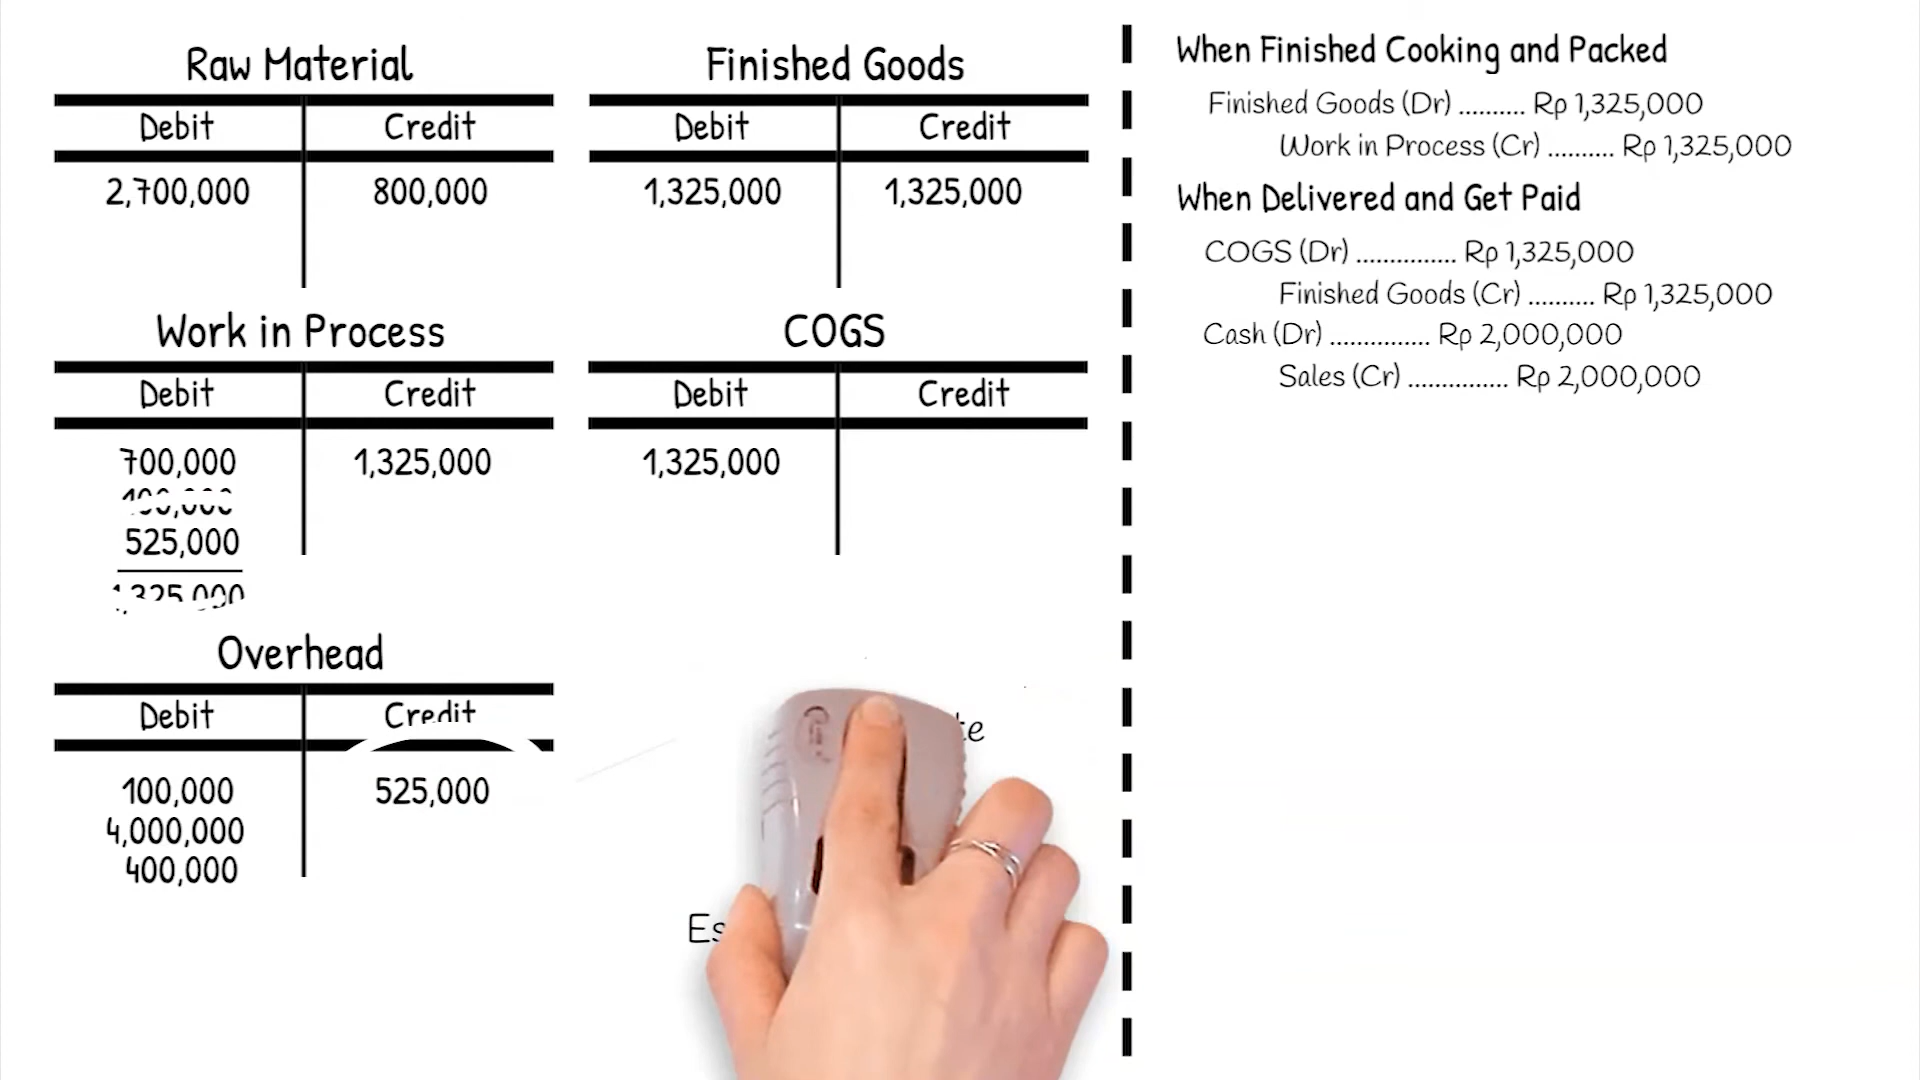 Raw Material
Debit Credit
2,700,000 800,000
Finished Goods
Debit Credit
1,325,000 1,325,000
Work in Process
Debit Credit
700,000 1,325,000
525,000
1,325,000
COGS
Debit Credit
1,325,000
Overhead
Debit Credit
100,000 525,000
4,000,000
400,000
When Finished Cooking and Packed
Finished Goods (Dr) .......... Rp 1,325,000
Work in Process (Cr) .......... Rp 1,325,000
When Delivered and Get Paid
COGS (Dr) ............... Rp 1,325,000
Finished Goods (Cr) .......... Rp 1,325,000
Cash (Dr) ............... Rp 2,000,000
Sales (Cr) ............... Rp 2,000,000